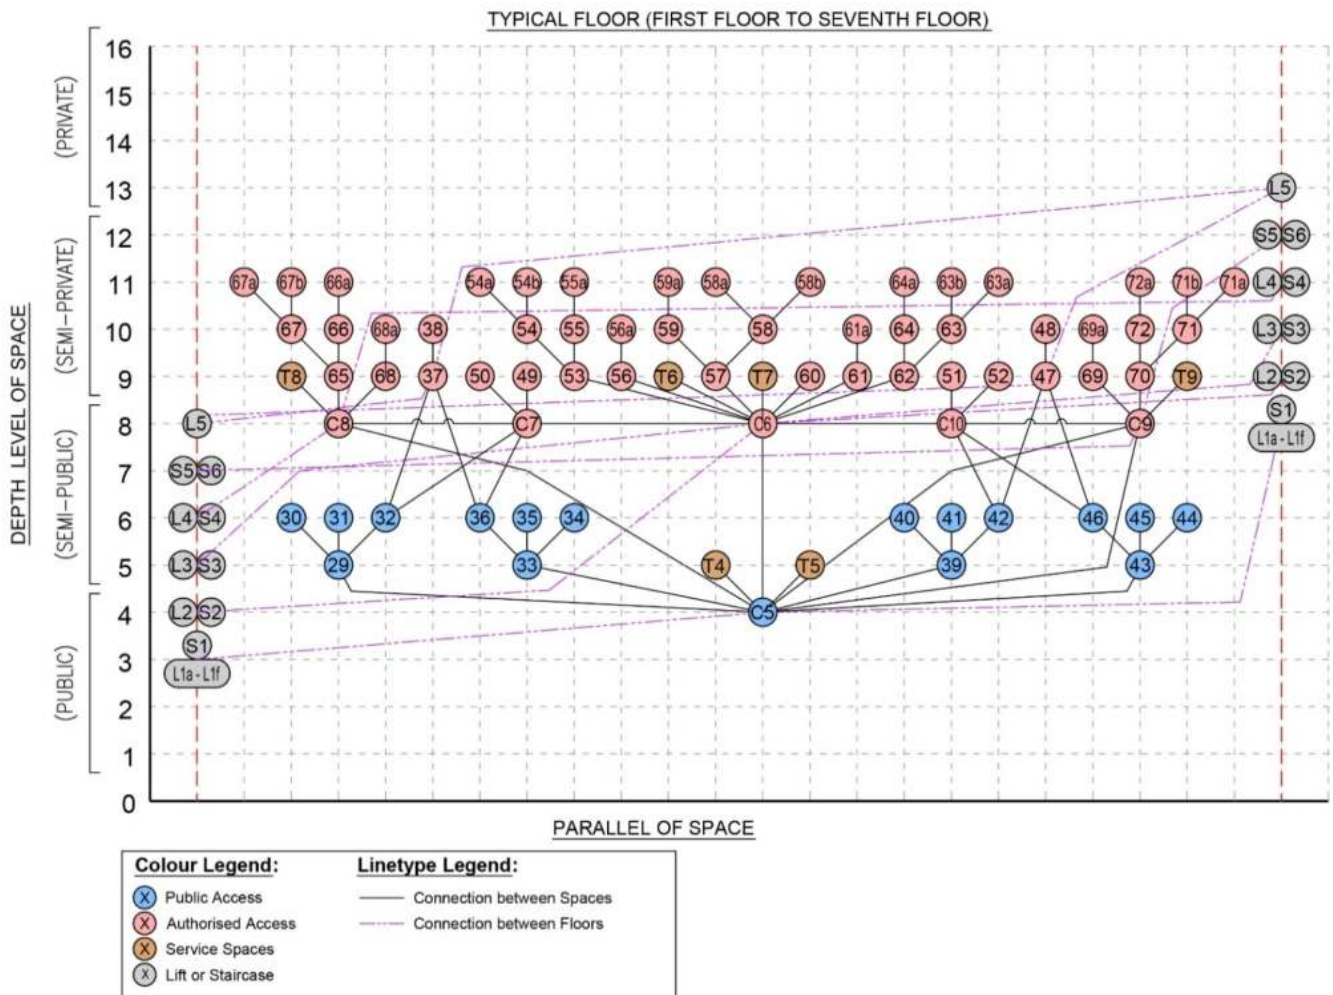 TYPICAL FLOOR (FIRST FLOOR TO SEVENTH FLOOR)
DEPTH LEVEL OF SPACE
(PRIVATE)
(SEMI-PRIVATE)
(SEMI-PUBLIC)
(PUBLIC)
16
15
14
13 L5
12 S5 S6
11 67a 67b 66a 54a 54b 55a 59a 58a 58b 64a 63b 63a 72a 71b 71a L4 S4
10 67 66 68a 38 54 55 56a 59 58 61a 64 63 48 69a 72 71 L3 S3
9 T8 65 68 37 50 49 53 56 T6 57 T7 60 61 62 51 52 47 69 70 T9 L2 S2
8 L5 C8 C7 C6 C10 C9 S1
L1a - L1f
7 S5 S6
6 L4 S4 30 31 32 36 35 34 40 41 42 46 45 44
5 L3 S3 29 33 T4 T5 39 43
4 L2 S2 C5
S1
3 L1a - L1f
2
1
0
PARALLEL OF SPACE
Colour Legend: Linetype Legend:
X Public Access Connection between Spaces
X Authorised Access Connection between Floors
X Service Spaces
X Lift or Staircase